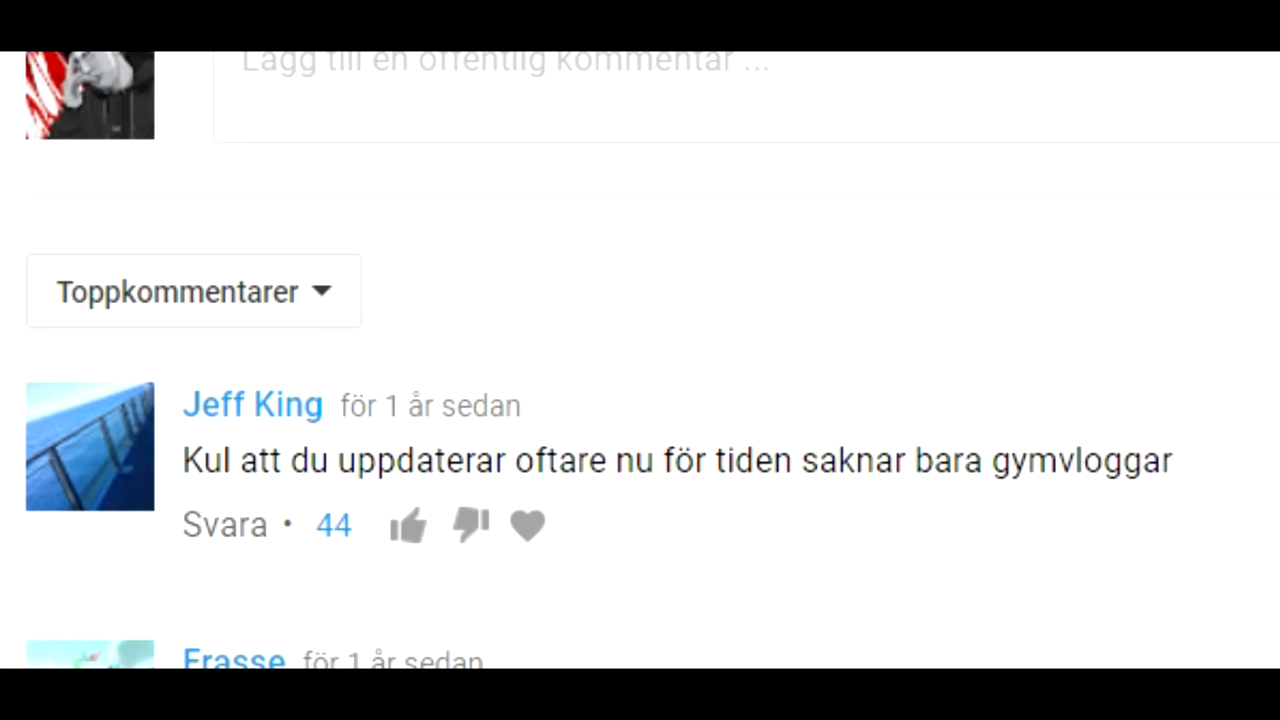 Lägg till en offentlig kommentar ...
Toppkommentarer
Jeff King för 1 år sedan
Kul att du uppdaterar oftare nu för tiden saknar bara gymvloggar
Svara • 44
Frasse för 1 år sedan